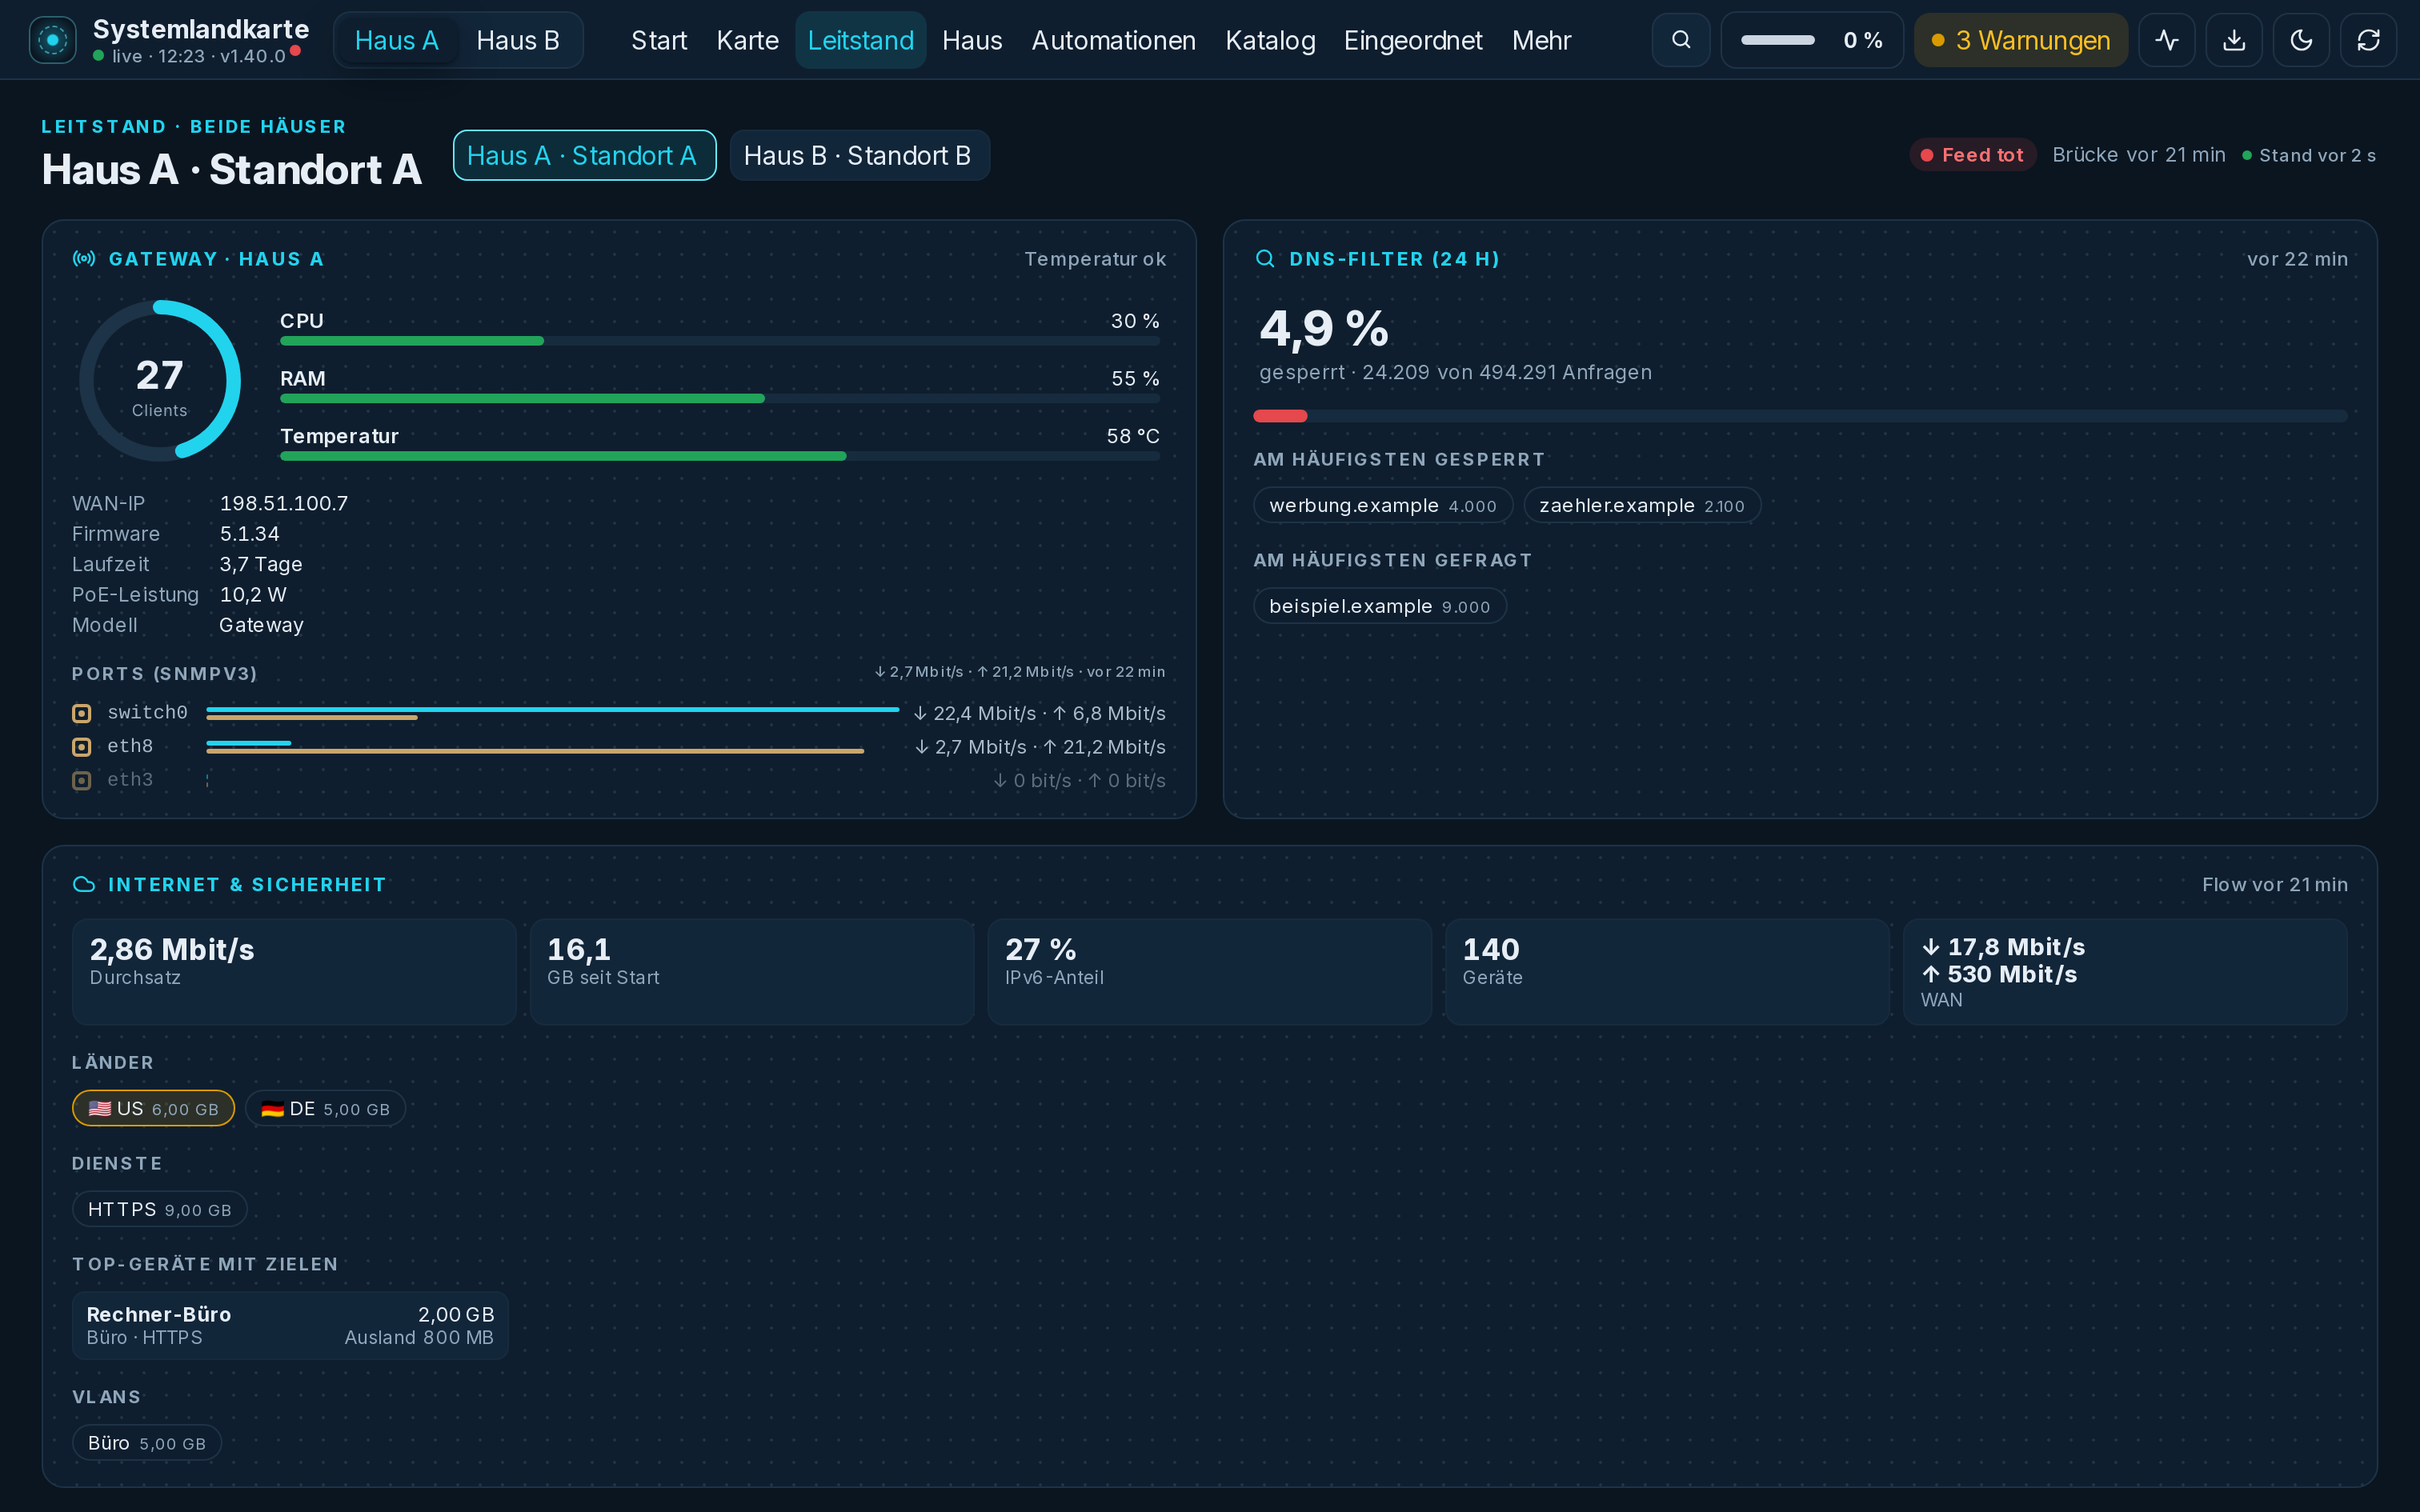 Systemlandkarte
live · 12:23 · v1.40.0
Haus A
Haus B
Start
Karte
Leitstand
Haus
Automationen
Katalog
Eingeordnet
Mehr
0 %
3 Warnungen
LEITSTAND · BEIDE HÄUSER
Haus A · Standort A
Haus A · Standort A
Haus B · Standort B
Feed tot
Brücke vor 21 min
Stand vor 2 s
GATEWAY · HAUS A
Temperatur ok
27
Clients
CPU
30 %
RAM
55 %
Temperatur
58 °C
WAN-IP 198.51.100.7
Firmware 5.1.34
Laufzeit 3,7 Tage
PoE-Leistung 10,2 W
Modell Gateway
PORTS (SNMPV3)
↓ 2,7 Mbit/s · ↑ 21,2 Mbit/s · vor 22 min
switch0 ↓ 22,4 Mbit/s · ↑ 6,8 Mbit/s
eth8 ↓ 2,7 Mbit/s · ↑ 21,2 Mbit/s
eth3 ↓ 0 bit/s · ↑ 0 bit/s
DNS-FILTER (24 H)
vor 22 min
4,9 %
gesperrt · 24.209 von 494.291 Anfragen
AM HÄUFIGSTEN GESPERRT
werbung.example 4.000
zaehler.example 2.100
AM HÄUFIGSTEN GEFRAGT
beispiel.example 9.000
INTERNET & SICHERHEIT
Flow vor 21 min
2,86 Mbit/s
Durchsatz
16,1
GB seit Start
27 %
IPv6-Anteil
140
Geräte
↓ 17,8 Mbit/s
↑ 530 Mbit/s
WAN
LÄNDER
US 6,00 GB
DE 5,00 GB
DIENSTE
HTTPS 9,00 GB
TOP-GERÄTE MIT ZIELEN
Rechner-Büro 2,00 GB
Büro · HTTPS Ausland 800 MB
VLANS
Büro 5,00 GB